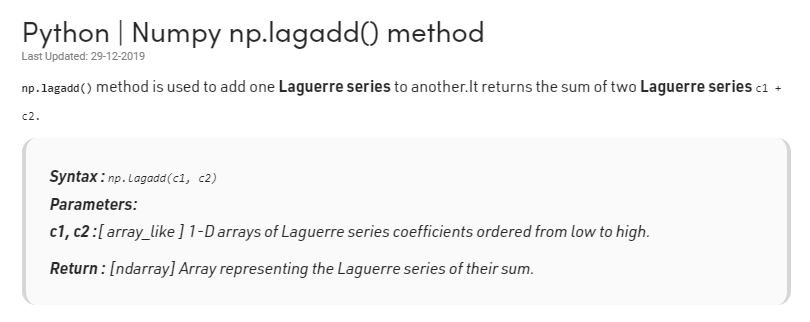 Python | Numpy np.lagadd() method
Last Updated: 29-12-2019
np.lagadd() method is used to add one Laguerre series to another.It returns the sum of two Laguerre series c1 +
c2.
Syntax : np.lagadd(c1, c2)
Parameters:
c1, c2 :[ array_like ] 1-D arrays of Laguerre series coefficients ordered from low to high.
Return : [ndarray] Array representing the Laguerre series of their sum.